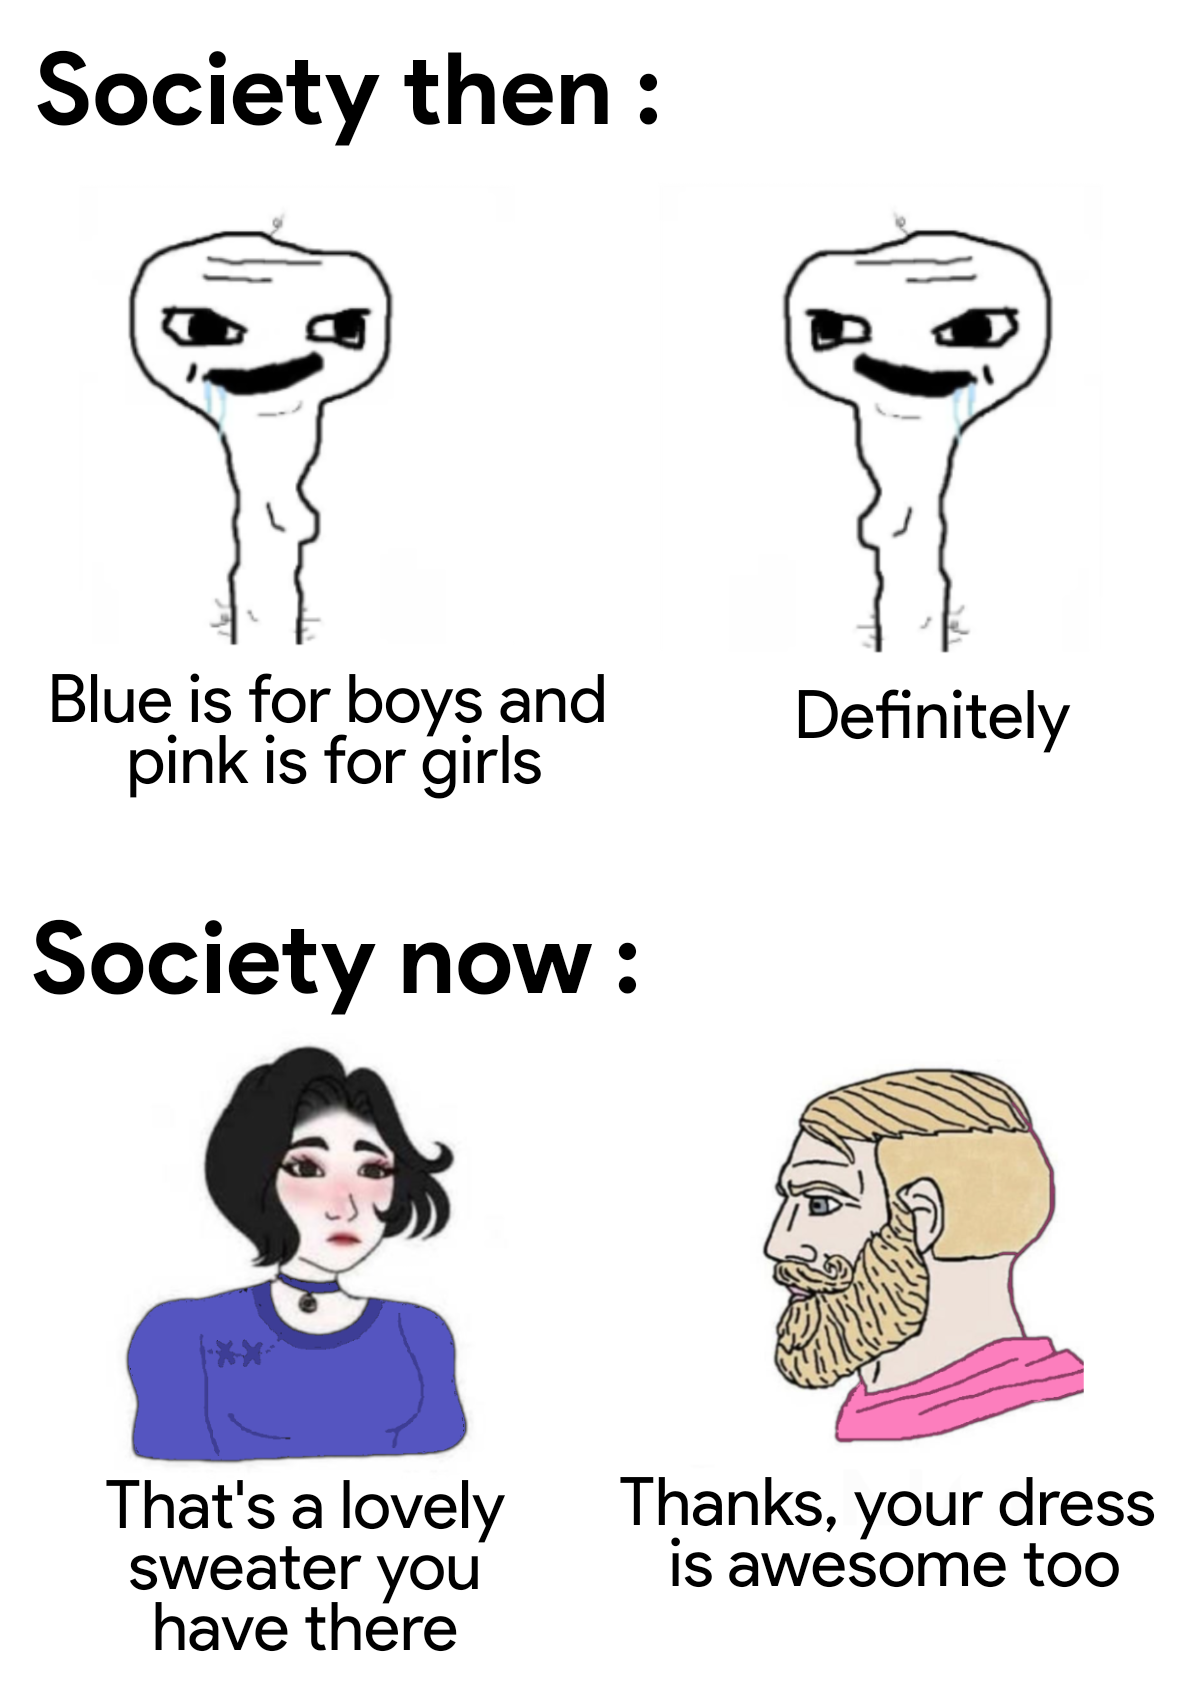 Society then :
Blue is for boys and
pink is for girls
Definitely
Society now :
That's a lovely
sweater you
have there
Thanks, your dress
is awesome too